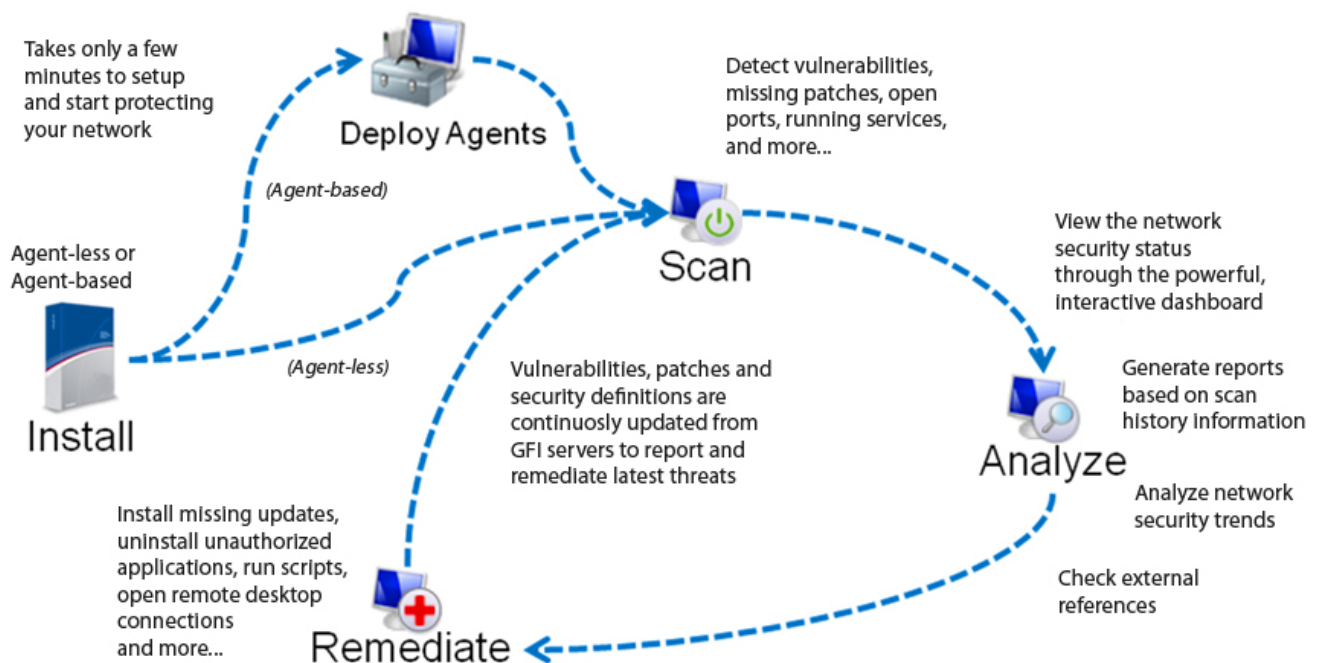 Takes only a few
minutes to setup
and start protecting
your network
Deploy Agents
(Agent-based)
Detect vulnerabilities,
missing patches, open
ports, running services,
and more...
Scan
Agent-less or
Agent-based
Install
(Agent-less)
View the network
security status
through the powerful,
interactive dashboard
Generate reports
based on scan
history information
Analyze
Analyze network
security trends
Check external
references
Vulnerabilities, patches and
security definitions are
continuosly updated from
GFI servers to report and
remediate latest threats
Install missing updates,
uninstall unauthorized
applications, run scripts,
open remote desktop
connections
and more...
Remediate